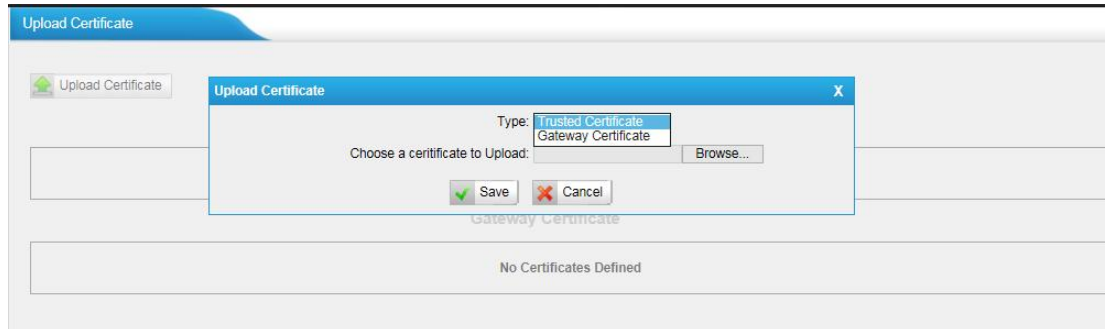 Upload Certificate
Upload Certificate
Upload Certificate X
Type: Trusted Certificate
Gateway Certificate
Choose a ceritificate to Upload: Browse...
Save Cancel
Gateway Certificate
No Certificates Defined